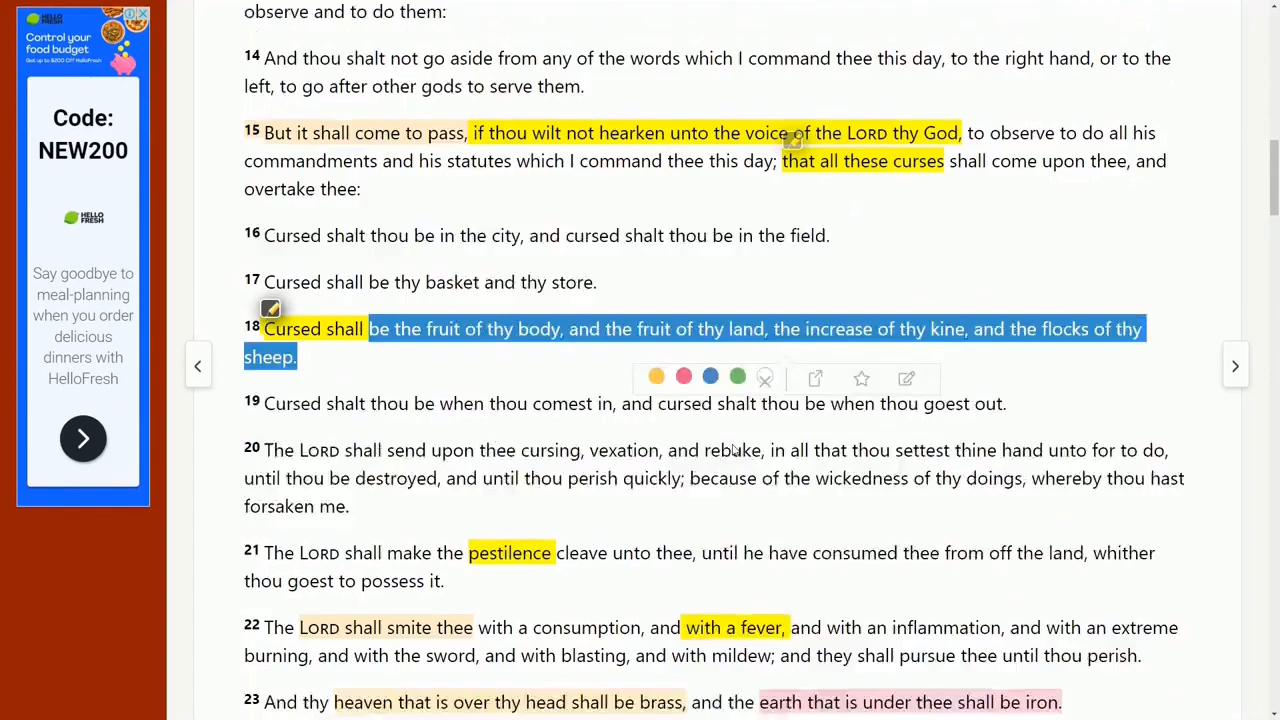 HELLO
FRESH
Control your
food budget
Get up to $200 Off HelloFresh
Code:
NEW200
HELLO
FRESH
Say goodbye to
meal-planning
when you order
delicious
dinners with
HelloFresh
observe and to do them:
14 And thou shalt not go aside from any of the words which I command thee this day, to the right hand, or to the
left, to go after other gods to serve them.
15 But it shall come to pass, if thou wilt not hearken unto the voice of the LORD thy God, to observe to do all his
commandments and his statutes which I command thee this day; that all these curses shall come upon thee, and
overtake thee:
16 Cursed shalt thou be in the city, and cursed shalt thou be in the field.
17 Cursed shall be thy basket and thy store.
18 Cursed shall be the fruit of thy body, and the fruit of thy land, the increase of thy kine, and the flocks of thy
sheep.
19 Cursed shalt thou be when thou comest in, and cursed shalt thou be when thou goest out.
20 The LORD shall send upon thee cursing, vexation, and rebuke, in all that thou settest thine hand unto for to do,
until thou be destroyed, and until thou perish quickly; because of the wickedness of thy doings, whereby thou hast
forsaken me.
21 The LORD shall make the pestilence cleave unto thee, until he have consumed thee from off the land, whither
thou goest to possess it.
22 The LORD shall smite thee with a consumption, and with a fever, and with an inflammation, and with an extreme
burning, and with the sword, and with blasting, and with mildew; and they shall pursue thee until thou perish.
23 And thy heaven that is over thy head shall be brass, and the earth that is under thee shall be iron.